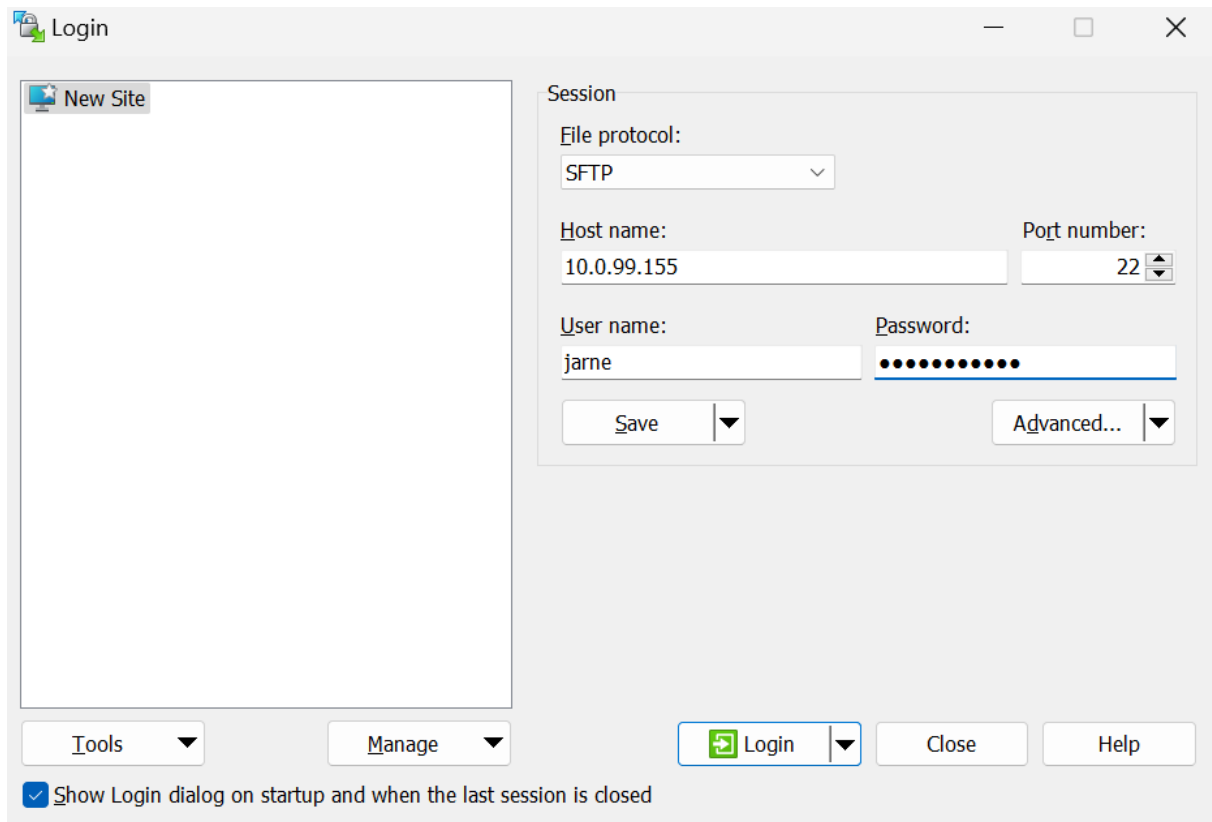 Login
New Site
Session
File protocol:
SFTP
Host name:
Port number:
10.0.99.155
22
User name:
Password:
jarne
●●●●●●●●●●●
Save
Advanced...
Tools
Manage
Login
Close
Help
Show Login dialog on startup and when the last session is closed